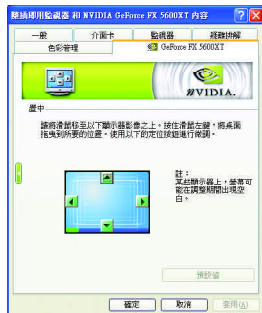 隨插即用監視器 和 NVIDIA GeForce FX 5600XT 內容
一般 介面卡 監視器 疑難排解
色彩管理 GeForce FX 5600XT
NVIDIA.
置中
請將滑鼠移至以下顯示器影像之上。按住滑鼠左鍵，將桌面
拖曳到所要的位置。使用以下的定位按鈕進行微調。
註：
某些顯示器上，螢幕可
能在調整期間出現空
白。
預設值
確定 取消 套用(A)